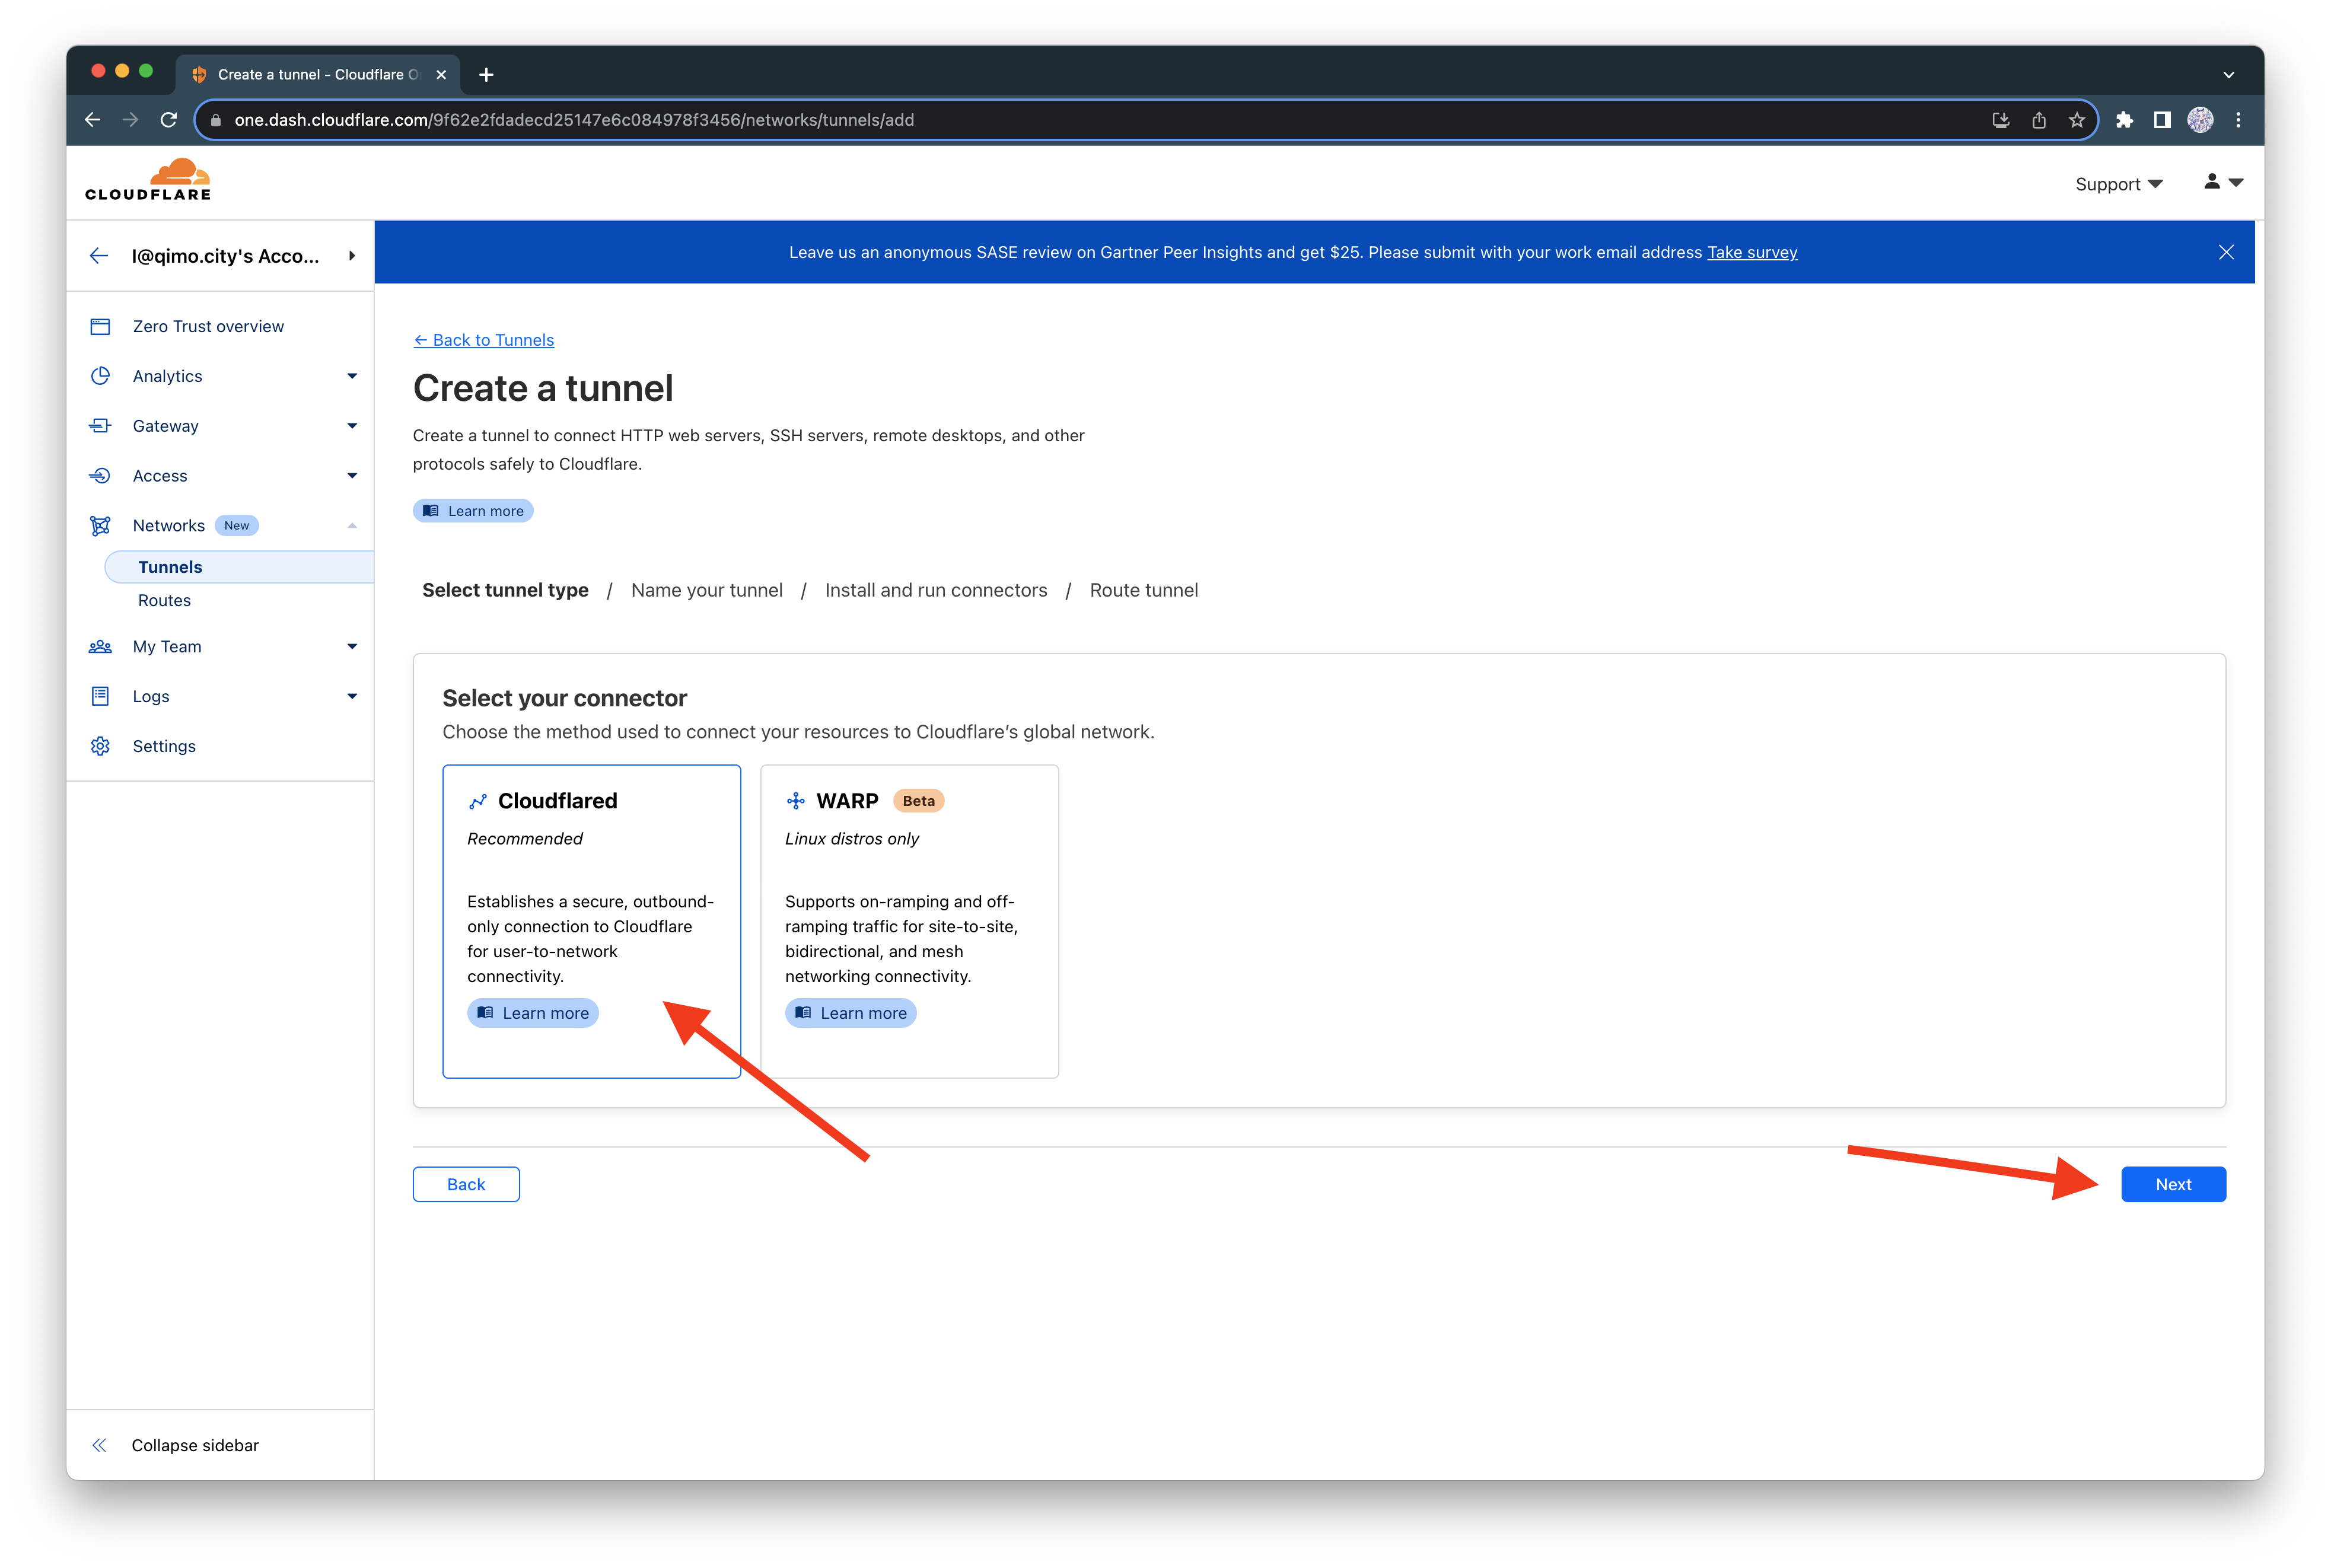 Create a tunnel - Cloudflare O
one.dash.cloudflare.com/9f62e2fdadecd25147e6c084978f3456/networks/tunnels/add
CLOUDFLARE
Support
I@qimo.city's Acco...
Leave us an anonymous SASE review on Gartner Peer Insights and get $25. Please submit with your work email address Take survey
Zero Trust overview
Analytics
Gateway
Access
Networks New
Tunnels
Routes
My Team
Logs
Settings
Collapse sidebar
← Back to Tunnels
Create a tunnel
Create a tunnel to connect HTTP web servers, SSH servers, remote desktops, and other
protocols safely to Cloudflare.
Learn more
Select tunnel type / Name your tunnel / Install and run connectors / Route tunnel
Select your connector
Choose the method used to connect your resources to Cloudflare’s global network.
Cloudflared
Recommended
Establishes a secure, outbound-
only connection to Cloudflare
for user-to-network
connectivity.
Learn more
WARP Beta
Linux distros only
Supports on-ramping and off-
ramping traffic for site-to-site,
bidirectional, and mesh
networking connectivity.
Learn more
Back
Next